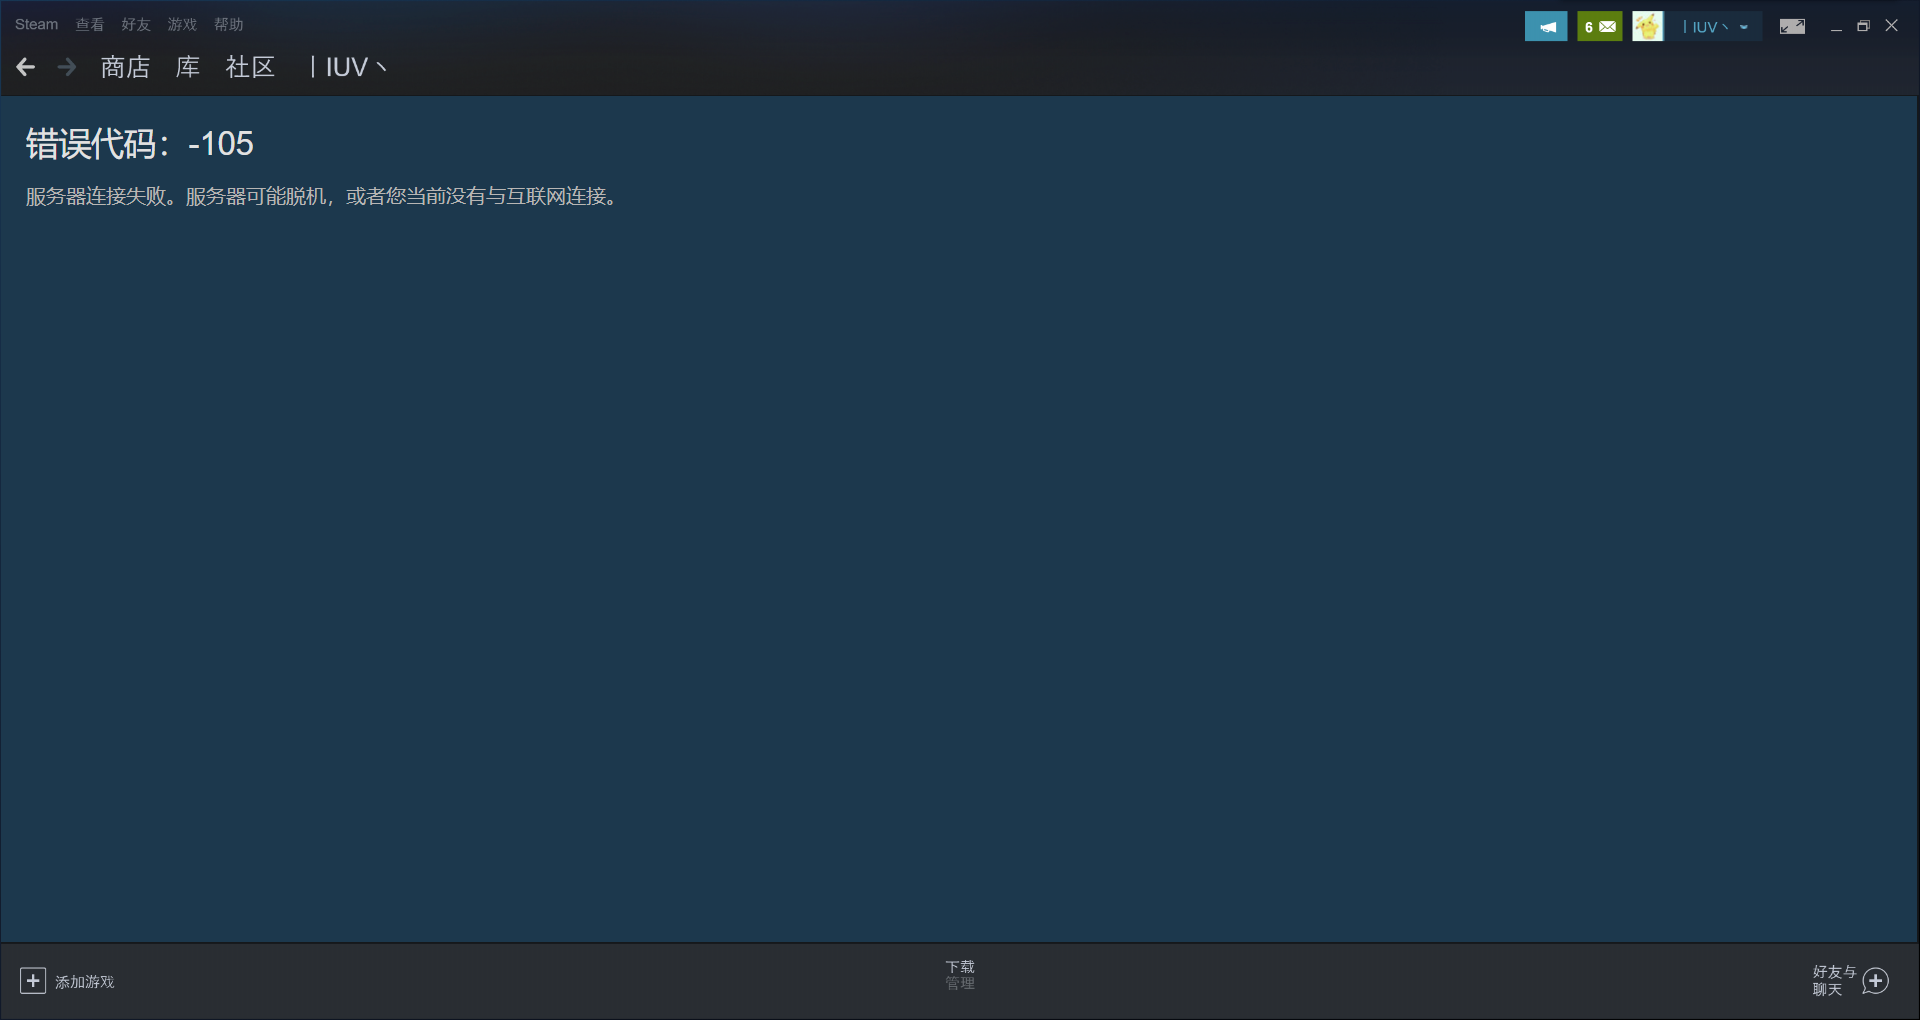 Steam 查看 好友 游戏 帮助
6 丨IUV丶
商店 库 社区 丨IUV丶
错误代码：-105
服务器连接失败。服务器可能脱机，或者您当前没有与互联网连接。
添加游戏
下载
管理
好友与
聊天